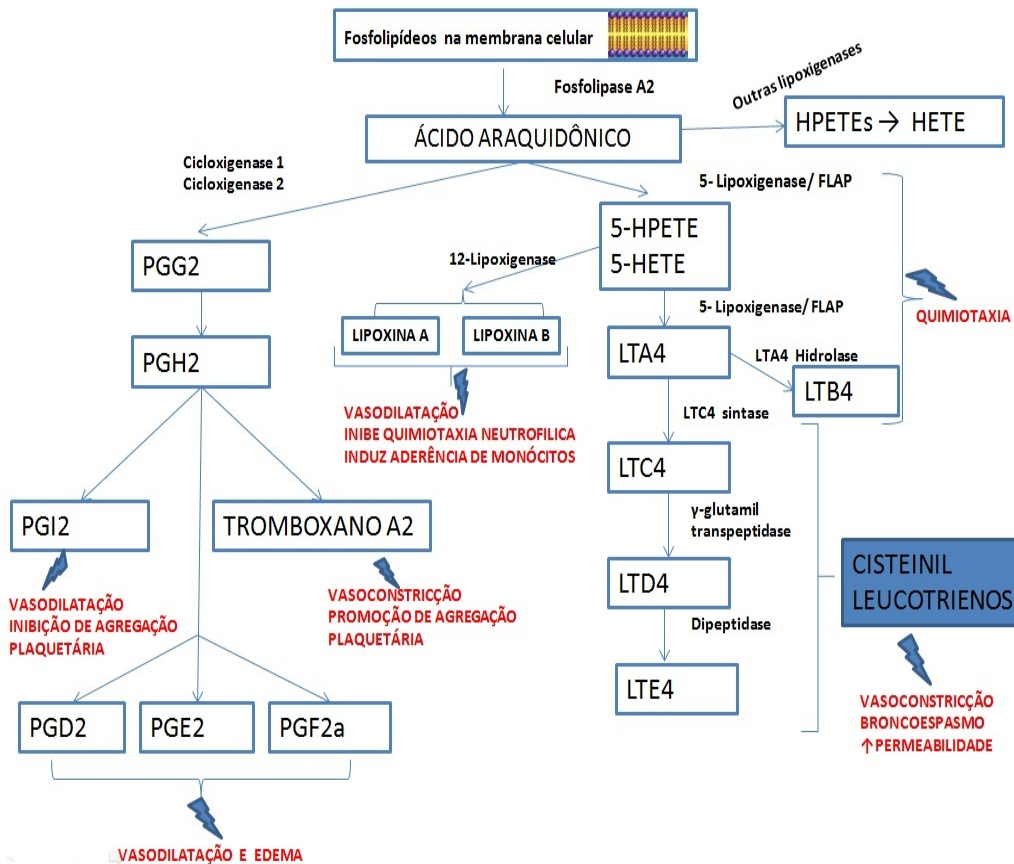 Fosfolipídeos na membrana celular
Fosfolipase A2
Outras lipoxigenases
HPETEs → HETE
ÁCIDO ARAQUIDÔNICO
Cicloxigenase 1
Cicloxigenase 2
5- Lipoxigenase/ FLAP
5-HPETE
5-HETE
PGG2
12-Lipoxigenase
QUIMIOTAXIA
5- Lipoxigenase/ FLAP
LIPOXINA A
LIPOXINA B
PGH2
LTA4
LTA4 Hidrolase
LTB4
VASODILATAÇÃO
INIBE QUIMIOTAXIA NEUTROFILICA
INDUZ ADERÊNCIA DE MONÓCITOS
LTC4 sintase
LTC4
PGI2
TROMBOXANO A2
γ-glutamil
transpeptidase
VASODILATAÇÃO
INIBIÇÃO DE AGREGAÇÃO
PLAQUETÁRIA
VASOCONSTRICÇÃO
PROMOÇÃO DE AGREGAÇÃO
PLAQUETÁRIA
LTD4
CISTEINIL
LEUCOTRIENOS
Dipeptidase
LTE4
VASOCONSTRICÇÃO
BRONCOESPASMO
↑PERMEABILIDADE
PGD2
PGE2
PGF2a
VASODILATAÇÃO E EDEMA